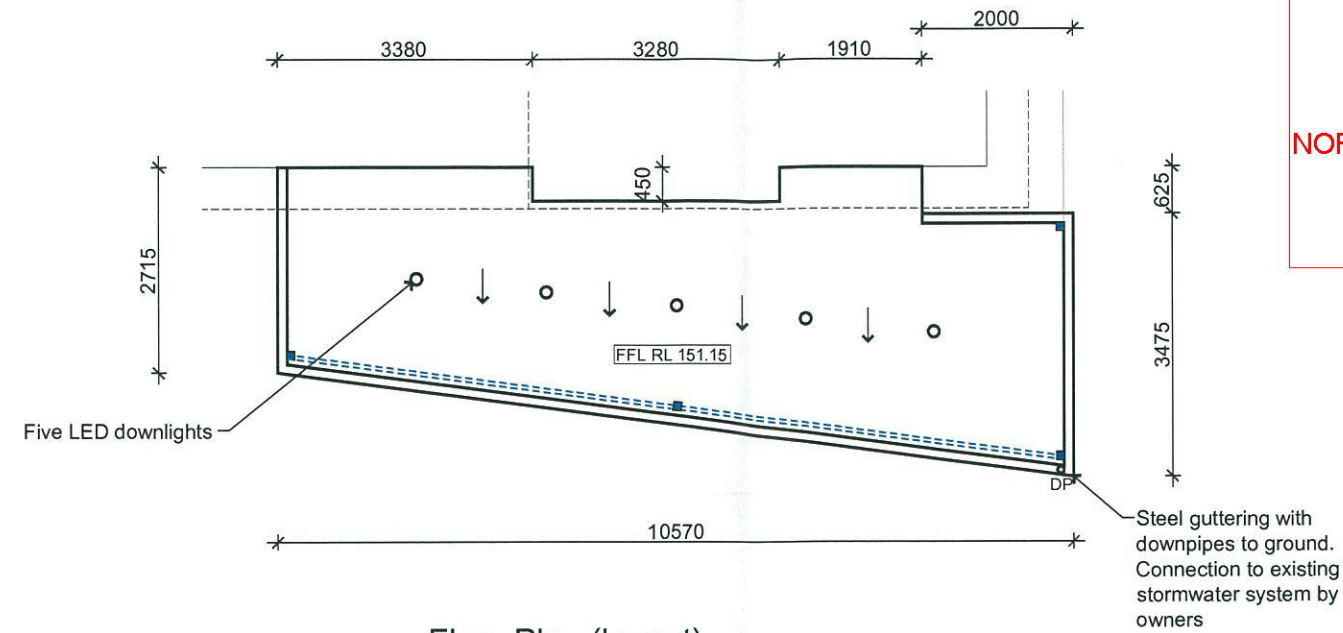 2000
3380
3280
1910
NOR
450
625
2715
FFL RL 151.15
3475
Five LED downlights
DP
Steel guttering with
downpipes to ground.
Connection to existing
stormwater system by
owners
10570